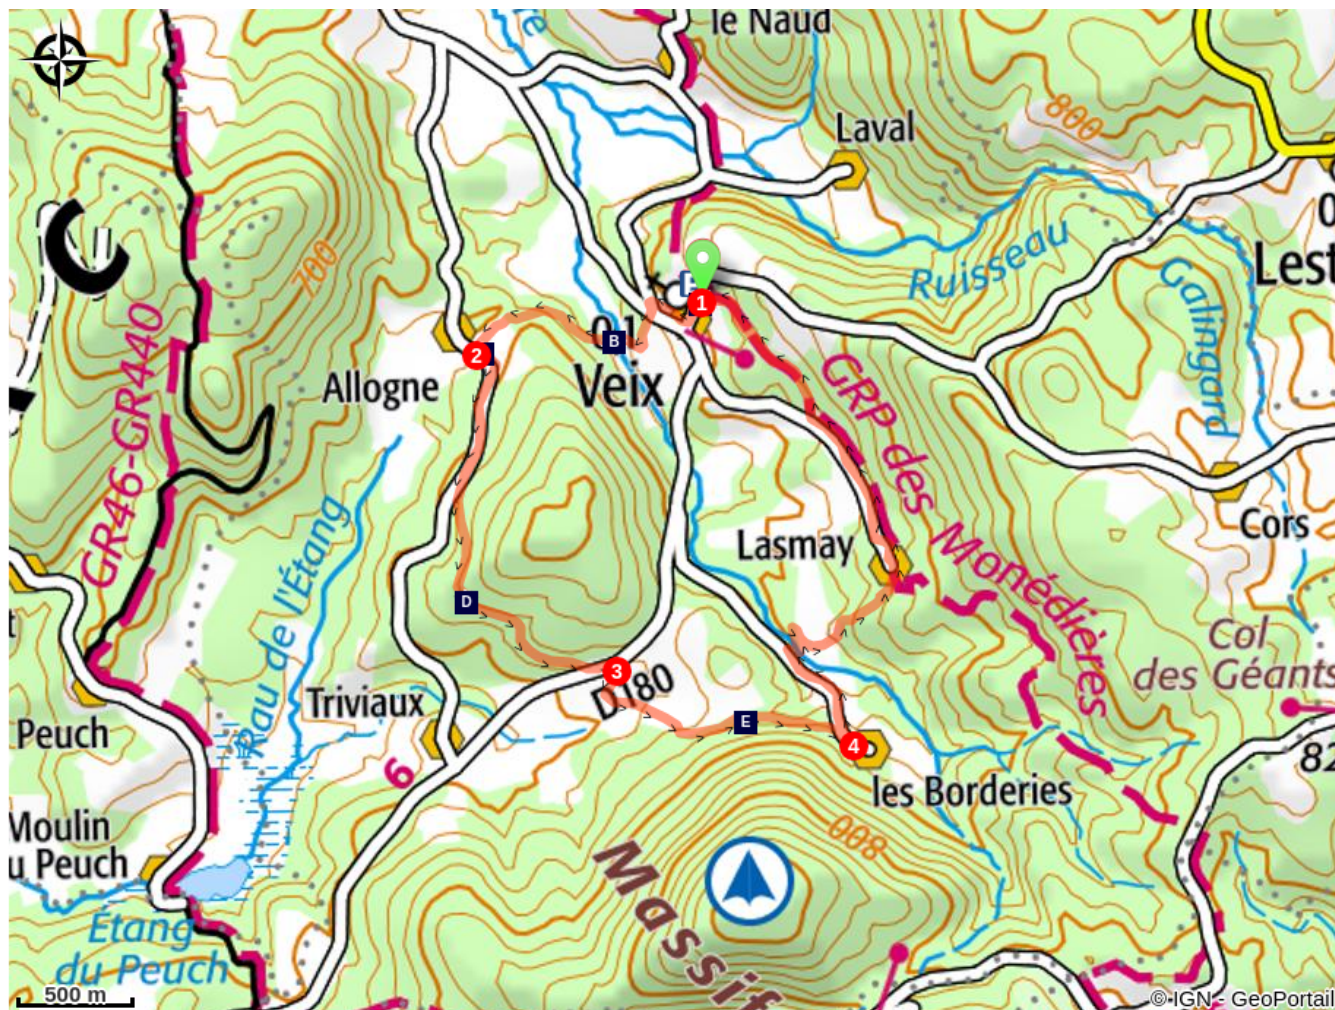 le Naud
Laval
800
Ruisseau
Galingard
700
1
B
2
Veix
Allogne
GRP des Monédières
GR46-GR440
Cors
Lasmay
Rau de l'Étang
D
Col
des Géants
3
D180
Triviaux
E
4
Peuch
6
les Borderies
Moulin
u Peuch
800
Massif
Étang
du Peuch
500 m
© IGN - GeoPortail